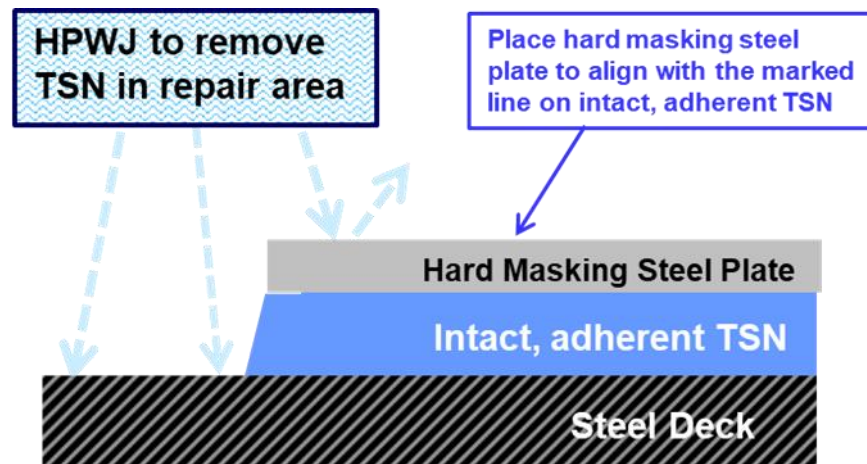 HPWJ to remove
TSN in repair area
Place hard masking steel
plate to align with the marked
line on intact, adherent TSN
Hard Masking Steel Plate
Intact, adherent TSN
Steel Deck